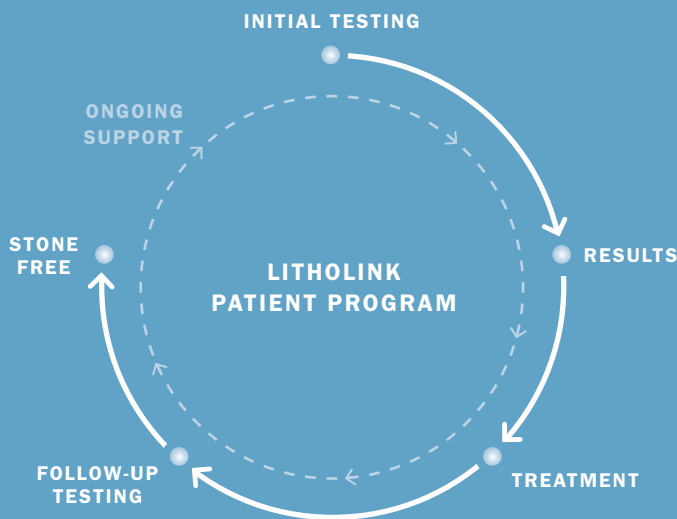 INITIAL TESTING
ONGOING
SUPPORT
STONE
FREE
LITHOLINK
PATIENT PROGRAM
RESULTS
FOLLOW-UP
TESTING
TREATMENT